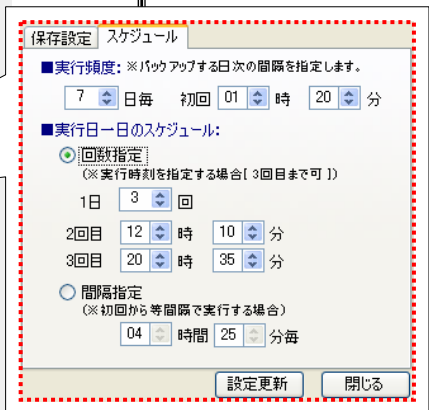 保存設定 スケジュール
■実行頻度：※バックアップする日次の間隔を指定します。
7 日毎 初回 01 時 20 分
■実行日一日のスケジュール：
回数指定
（※実行時刻を指定する場合[ 3回目まで可 ]）
1日 3 回
2回目 12 時 10 分
3回目 20 時 35 分
間隔指定
（※初回から等間隔で実行する場合）
04 時間 25 分毎
設定更新 閉じる